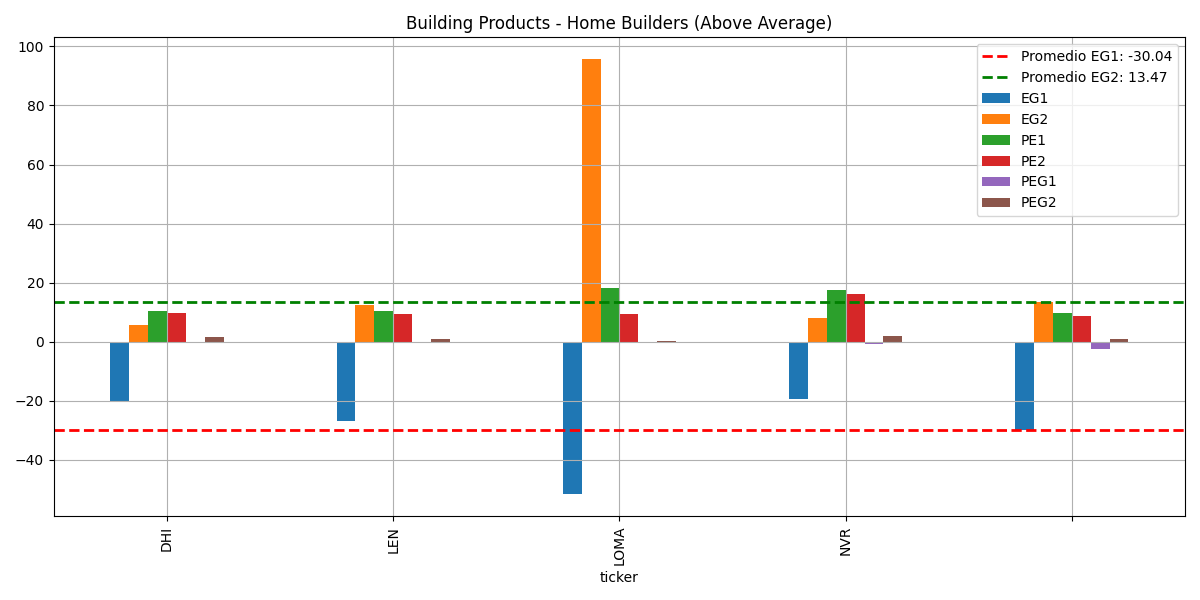 Building Products - Home Builders (Above Average)
100
80
60
40
20
0
−20
−40
Promedio EG1: -30.04
Promedio EG2: 13.47
EG1
EG2
PE1
PE2
PEG1
PEG2
DHI
LEN
LOMA
NVR
ticker